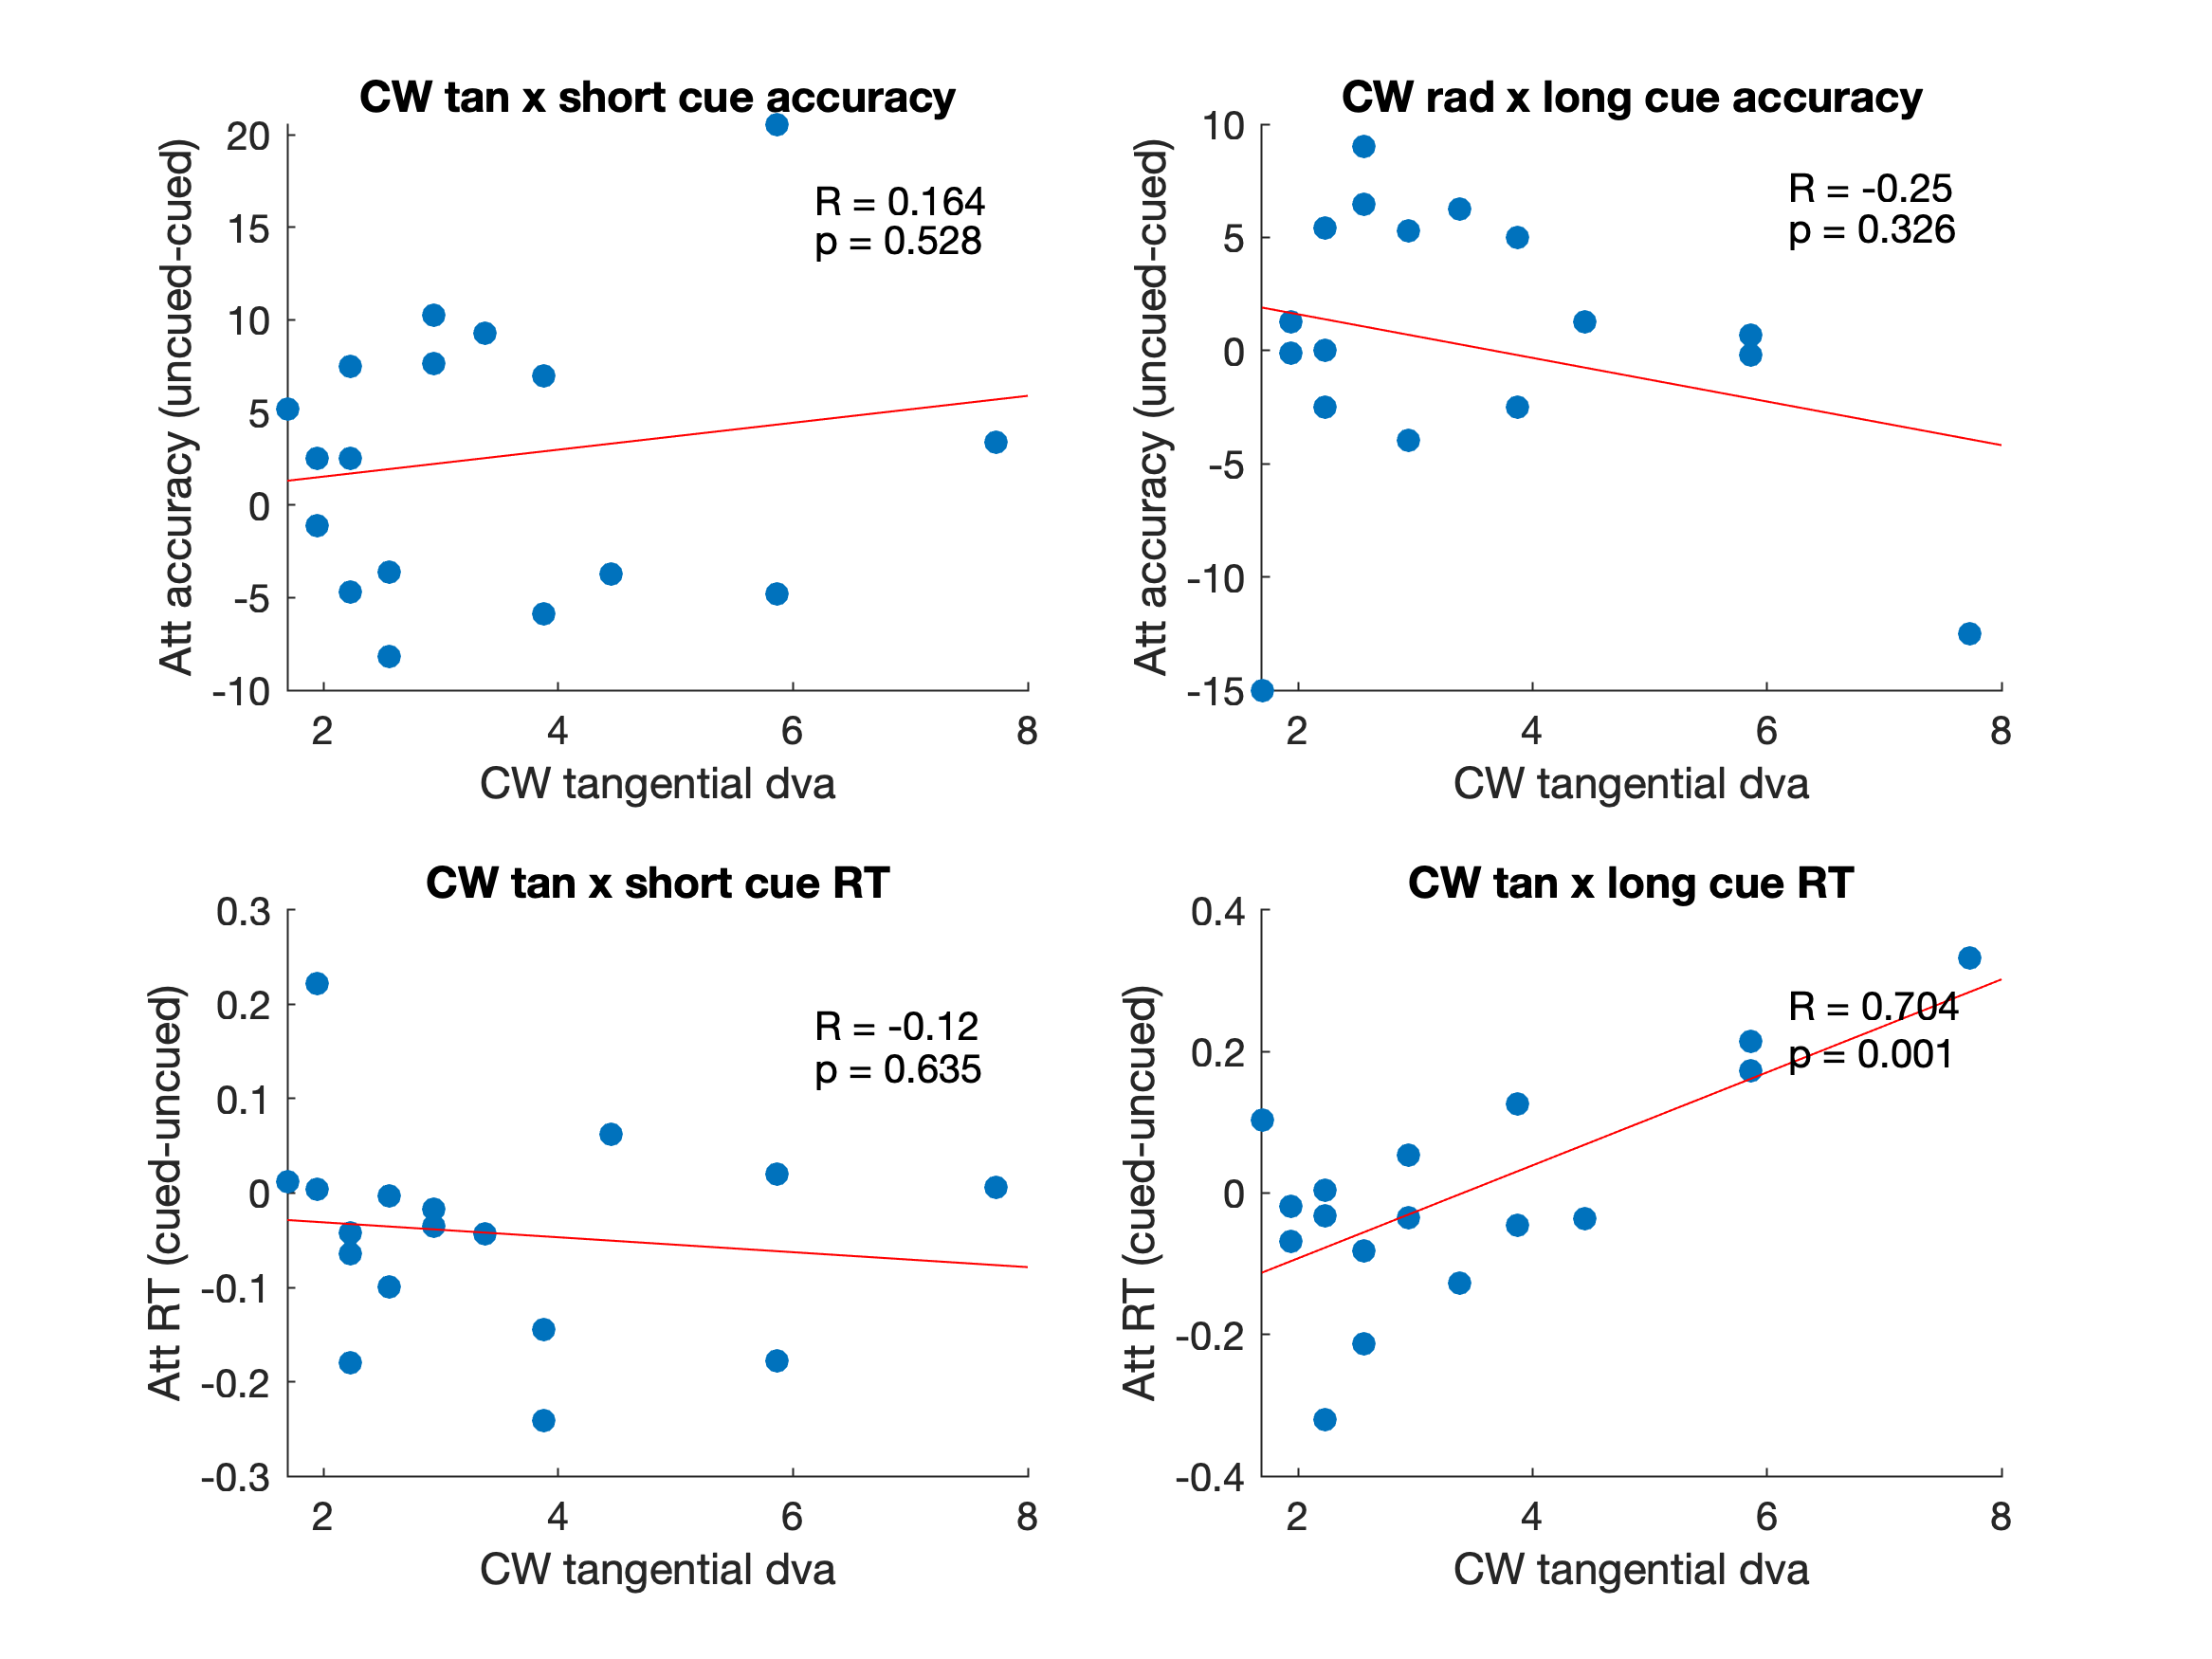 CW tan x short cue accuracy
Att accuracy (uncued-cued)
20
15
10
5
0
-5
-10
R = 0.164
p = 0.528
2 4 6 8
CW tangential dva
CW rad x long cue accuracy
Att accuracy (uncued-cued)
10
5
0
-5
-10
-15
R = -0.25
p = 0.326
2 4 6 8
CW tangential dva
CW tan x short cue RT
Att RT (cued-uncued)
0.3
0.2
0.1
0
-0.1
-0.2
-0.3
R = -0.12
p = 0.635
2 4 6 8
CW tangential dva
CW tan x long cue RT
Att RT (cued-uncued)
0.4
0.2
0
-0.2
-0.4
R = 0.704
p = 0.001
2 4 6 8
CW tangential dva